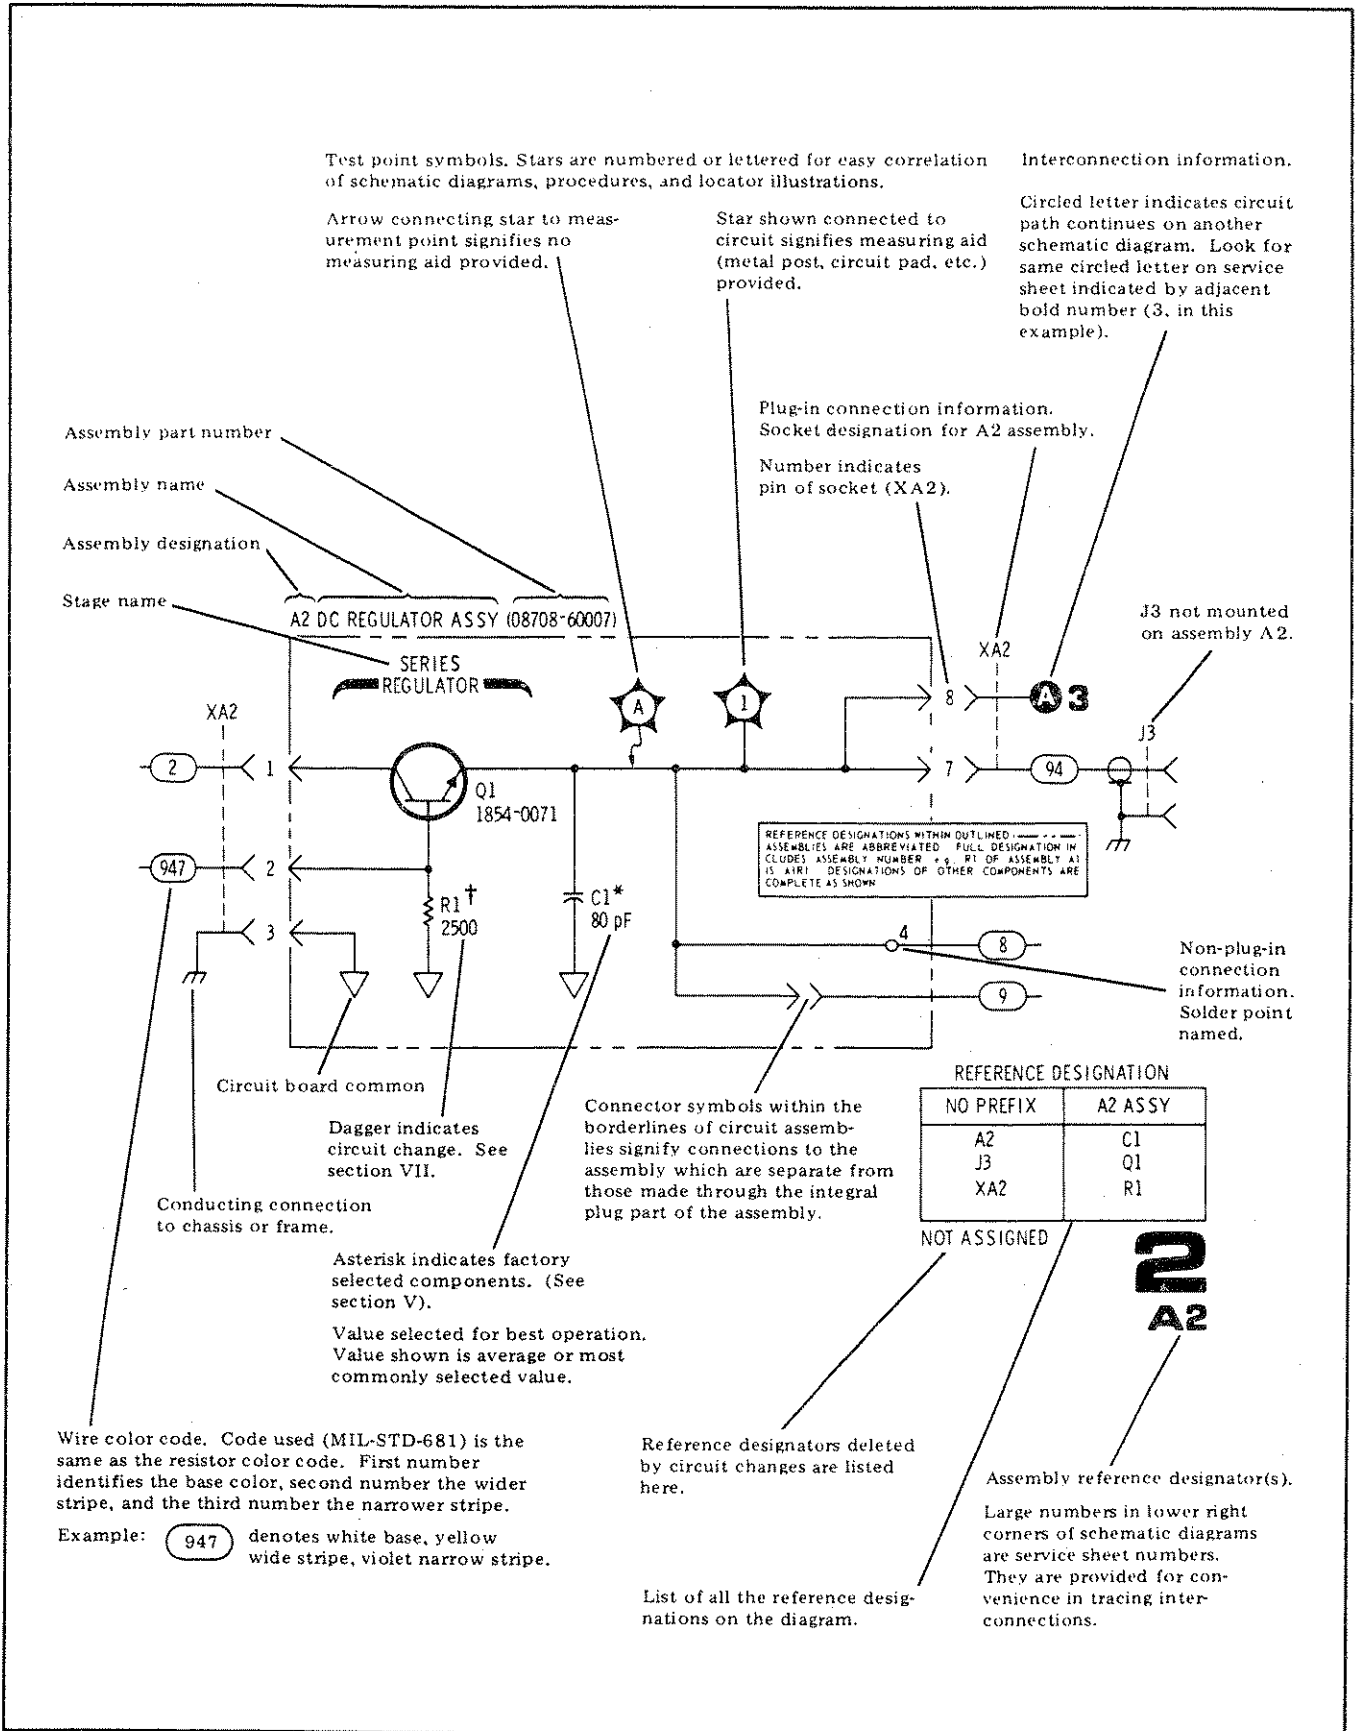 Test point symbols. Stars are numbered or lettered for easy correlation
of schematic diagrams, procedures, and locator illustrations.
Arrow connecting star to meas-
urement point signifies no
measuring aid provided.
Star shown connected to
circuit signifies measuring aid
(metal post, circuit pad, etc.)
provided.
Interconnection information.
Circled letter indicates circuit
path continues on another
schematic diagram. Look for
same circled letter on service
sheet indicated by adjacent
bold number (3, in this
example).
Plug-in connection information.
Socket designation for A2 assembly.
Number indicates
pin of socket (XA2).
Assembly part number
Assembly name
Assembly designation
Stage name
A2 DC REGULATOR ASSY (08708-60007)
J3 not mounted
on assembly A2.
SERIES
REGULATOR
XA2
A
1
8
XA2
A 3
J3
2
1
Q1
1854-0071
7
94
947
2
3
R1 †
2500
C1*
80 pF
REFERENCE DESIGNATIONS WITHIN OUTLINED
ASSEMBLIES ARE ABBREVIATED FULL DESIGNATION IN
CLUDES ASSEMBLY NUMBER e g. R1 OF ASSEMBLY A1
IS A1R1 DESIGNATIONS OF OTHER COMPONENTS ARE
COMPLETE AS SHOWN
4
8
9
Non-plug-in
connection
information.
Solder point
named.
Circuit board common
Dagger indicates
circuit change. See
section VII.
Conducting connection
to chassis or frame.
Connector symbols within the
borderlines of circuit assemb-
lies signify connections to the
assembly which are separate from
those made through the integral
plug part of the assembly.
REFERENCE DESIGNATION
NO PREFIX A2 ASSY
A2 C1
J3 Q1
XA2 R1
NOT ASSIGNED
2
A2
Asterisk indicates factory
selected components. (See
section V).
Value selected for best operation.
Value shown is average or most
commonly selected value.
Wire color code. Code used (MIL-STD-681) is the
same as the resistor color code. First number
identifies the base color, second number the wider
stripe, and the third number the narrower stripe.
Example: 947 denotes white base, yellow
wide stripe, violet narrow stripe.
Reference designators deleted
by circuit changes are listed
here.
List of all the reference desig-
nations on the diagram.
Assembly reference designator(s).
Large numbers in lower right
corners of schematic diagrams
are service sheet numbers.
They are provided for con-
venience in tracing inter-
connections.